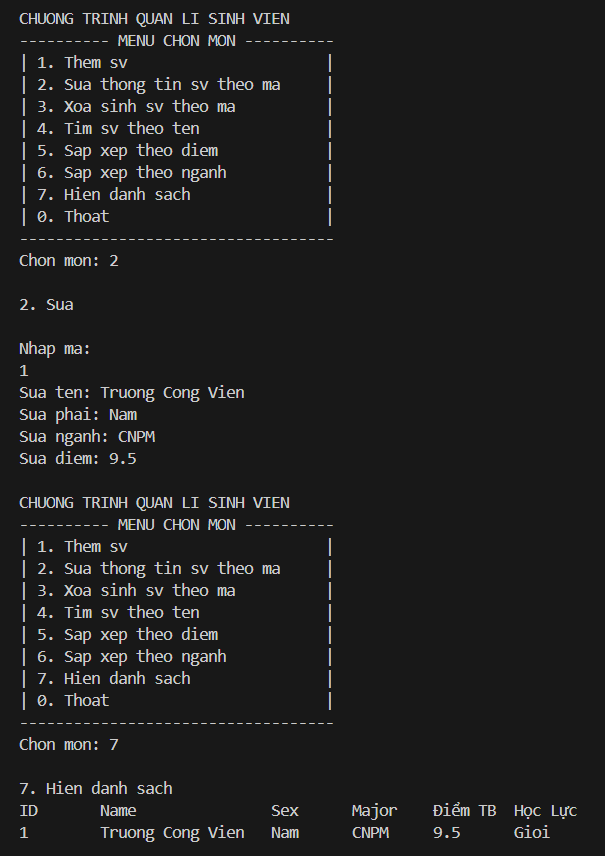 CHUONG TRINH QUAN LI SINH VIEN
---------- MENU CHON MON ----------
| 1. Them sv                      |
| 2. Sua thong tin sv theo ma     |
| 3. Xoa sinh sv theo ma          |
| 4. Tim sv theo ten              |
| 5. Sap xep theo diem            |
| 6. Sap xep theo nganh           |
| 7. Hien danh sach               |
| 0. Thoat                        |
-----------------------------------
Chon mon: 2
2. Sua
Nhap ma:
1
Sua ten: Truong Cong Vien
Sua phai: Nam
Sua nganh: CNPM
Sua diem: 9.5
CHUONG TRINH QUAN LI SINH VIEN
---------- MENU CHON MON ----------
| 1. Them sv                      |
| 2. Sua thong tin sv theo ma     |
| 3. Xoa sinh sv theo ma          |
| 4. Tim sv theo ten              |
| 5. Sap xep theo diem            |
| 6. Sap xep theo nganh           |
| 7. Hien danh sach               |
| 0. Thoat                        |
-----------------------------------
Chon mon: 7
7. Hien danh sach
ID       Name               Sex      Major    Điểm TB  Học Lực
1        Truong Cong Vien   Nam      CNPM     9.5      Gioi